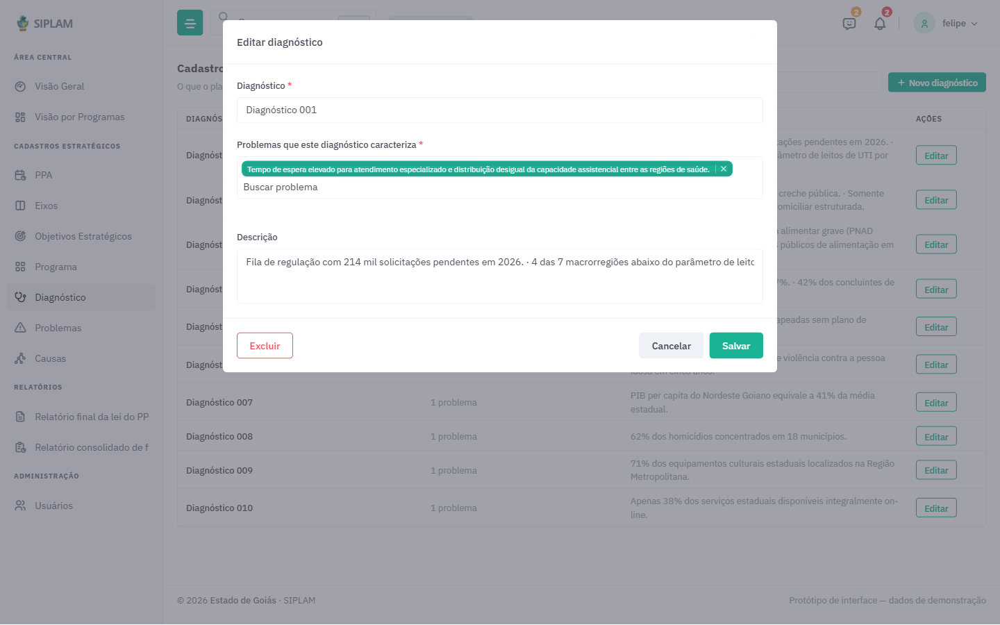 SIPLAM
2
2
felipe
ÁREA CENTRAL
Visão Geral
Visão por Programas
CADASTROS ESTRATÉGICOS
PPA
Eixos
Objetivos Estratégicos
Programa
Diagnóstico
Problemas
Causas
RELATÓRIOS
Relatório final da lei do PP
Relatório consolidado de f
ADMINISTRAÇÃO
Usuários
Cadastro
O que o pla
+ Novo diagnóstico
Editar diagnóstico
Diagnóstico *
Diagnóstico 001
Problemas que este diagnóstico caracteriza *
Tempo de espera elevado para atendimento especializado e distribuição desigual da capacidade assistencial entre as regiões de saúde. ×
Buscar problema
Descrição
Fila de regulação com 214 mil solicitações pendentes em 2026. · 4 das 7 macrorregiões abaixo do parâmetro de leito
Excluir
Cancelar
Salvar
DIAGNÓS
AÇÕES
Diagnóst
tações pendentes em 2026. ·
âmetro de leitos de UTI por
Editar
Diagnóst
creche pública. · Somente
omiciliar estruturada.
Editar
Diagnóst
alimentar grave (PNAD
públicos de alimentação em
Editar
Diagnóst
7%. · 42% dos concluintes de
Editar
Diagnóst
apeadas sem plano de
Editar
Diagnóst
e violência contra a pessoa
idosa em cinco anos.
Editar
Diagnóstico 007
1 problema
PIB per capita do Nordeste Goiano equivale a 41% da média
estadual.
Editar
Diagnóstico 008
1 problema
62% dos homicídios concentrados em 18 municípios.
Editar
Diagnóstico 009
1 problema
71% dos equipamentos culturais estaduais localizados na Região
Metropolitana.
Editar
Diagnóstico 010
1 problema
Apenas 38% dos serviços estaduais disponíveis integralmente on-
line.
Editar
© 2026 Estado de Goiás · SIPLAM
Protótipo de interface — dados de demonstração